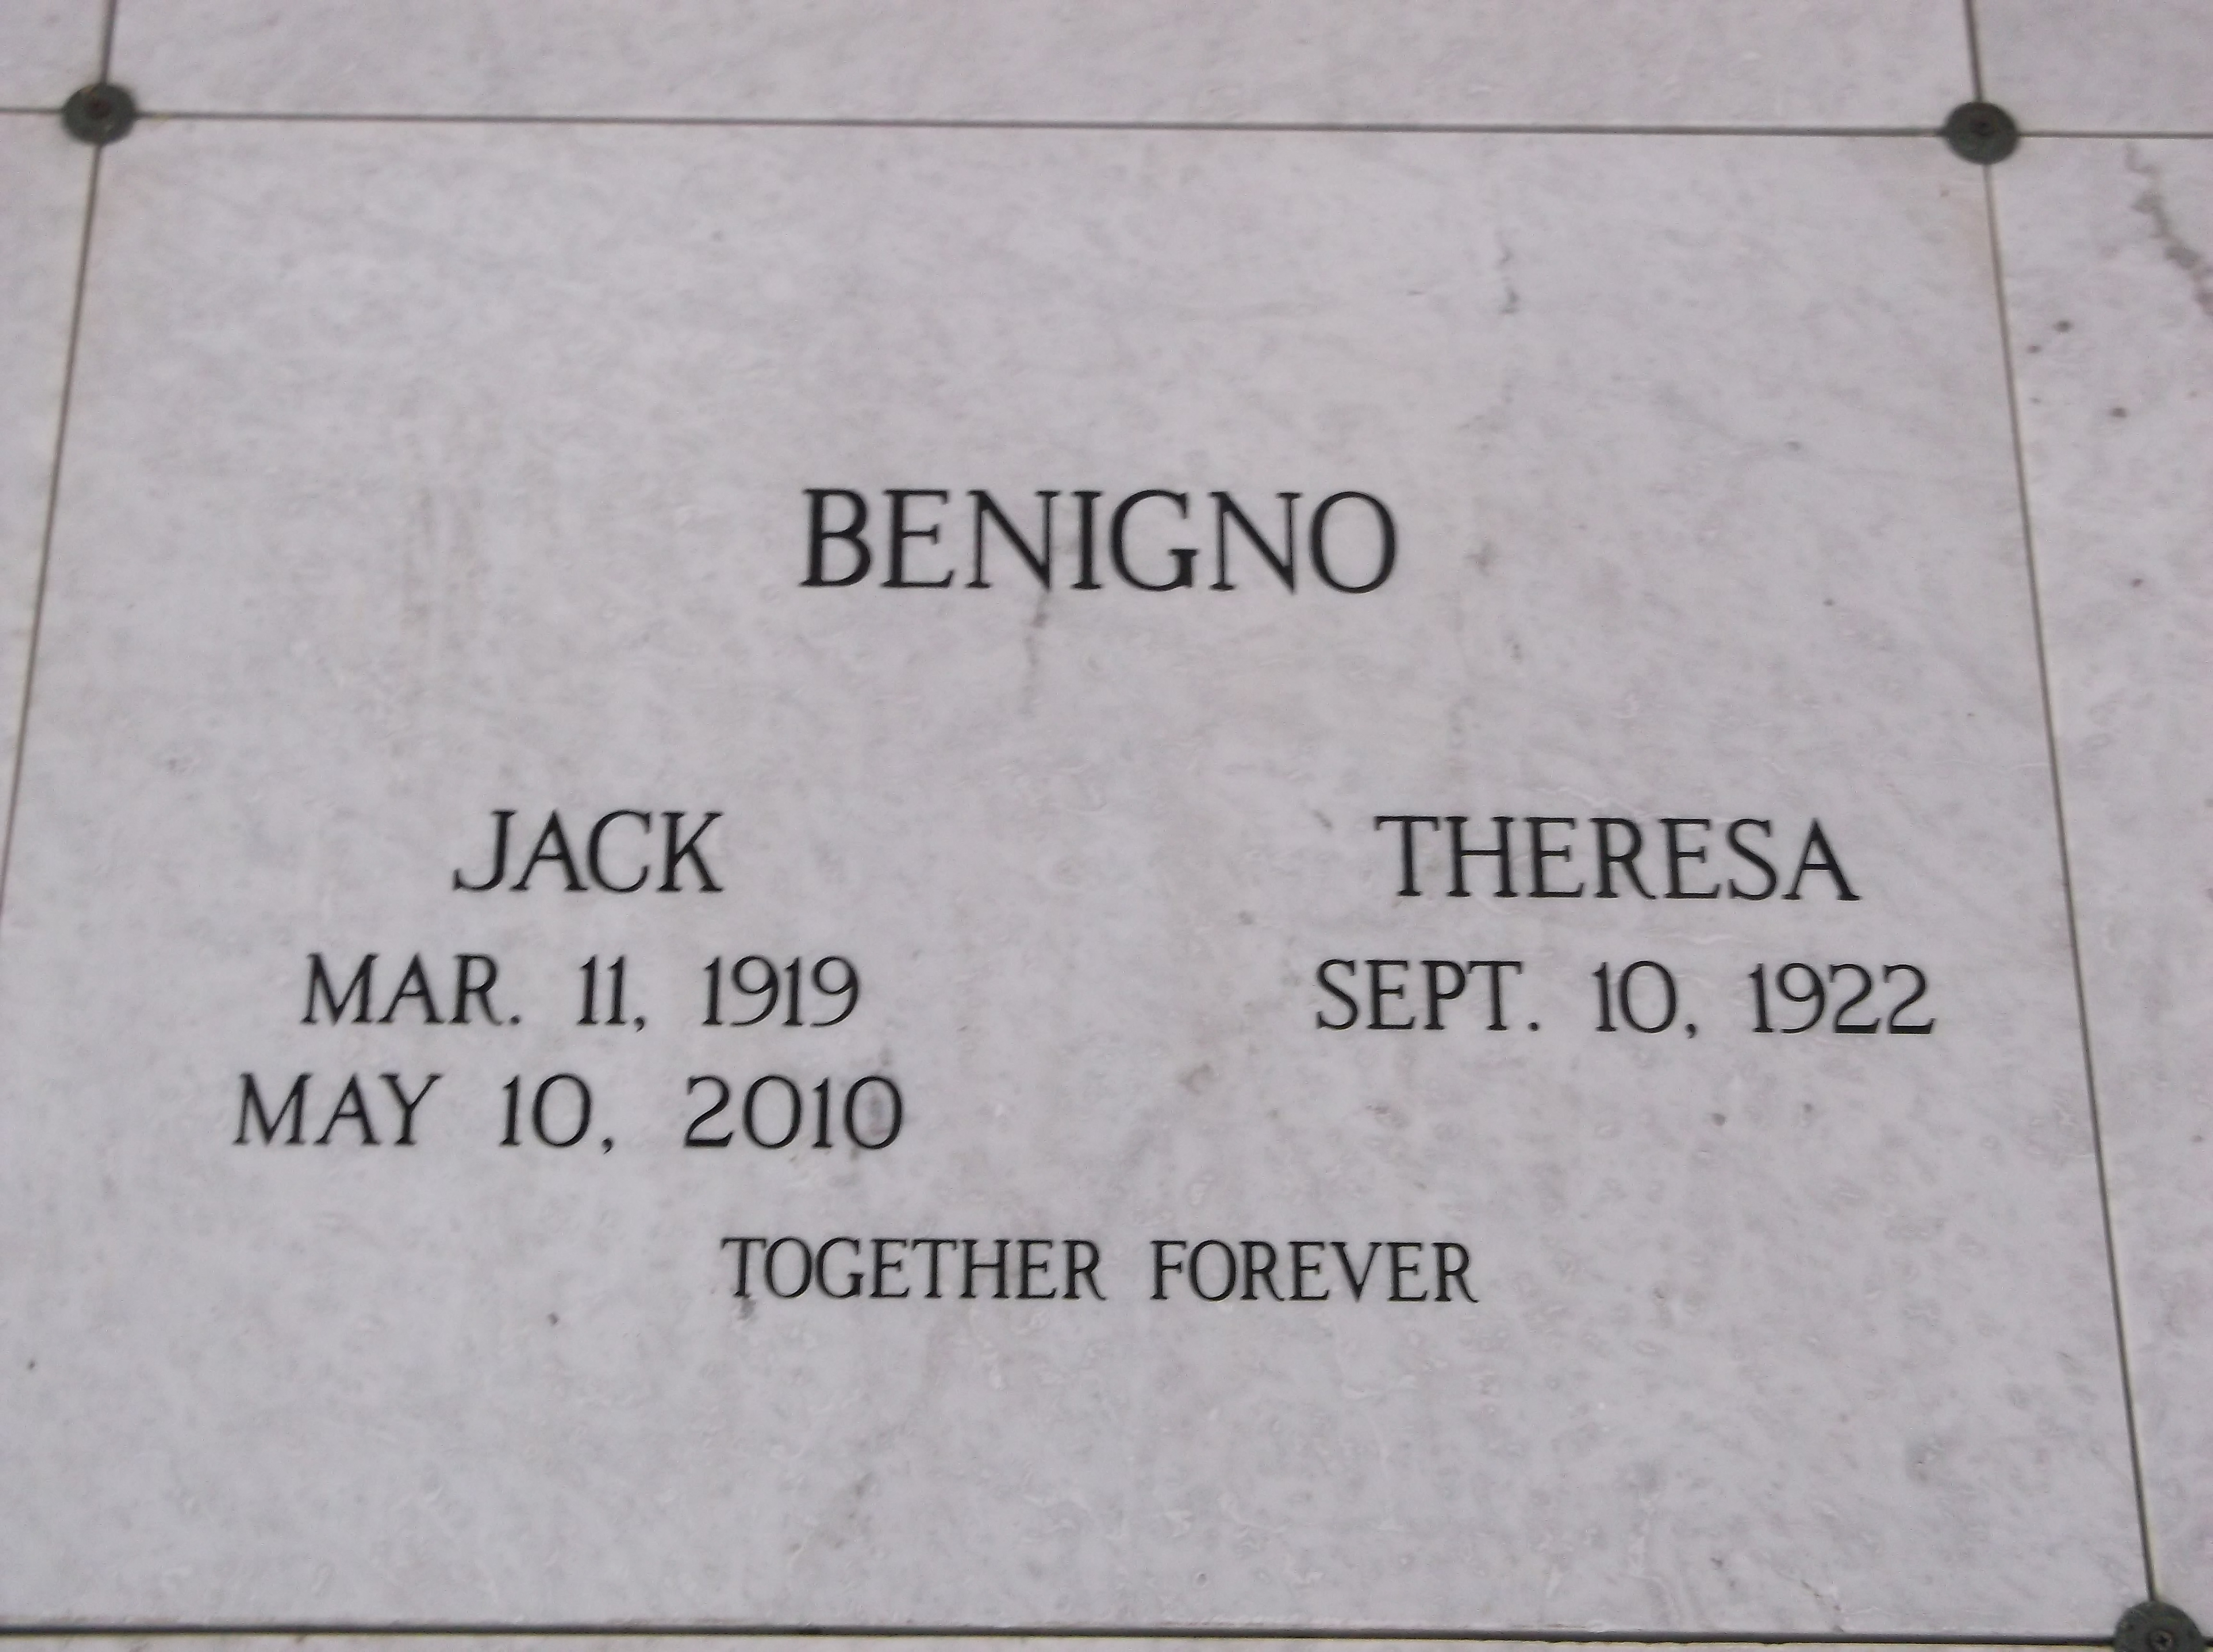 BENIGNO
JACK THERESA
MAR. 11, 1919 SEPT. 10, 1922
MAY 10, 2010
TOGETHER FOREVER